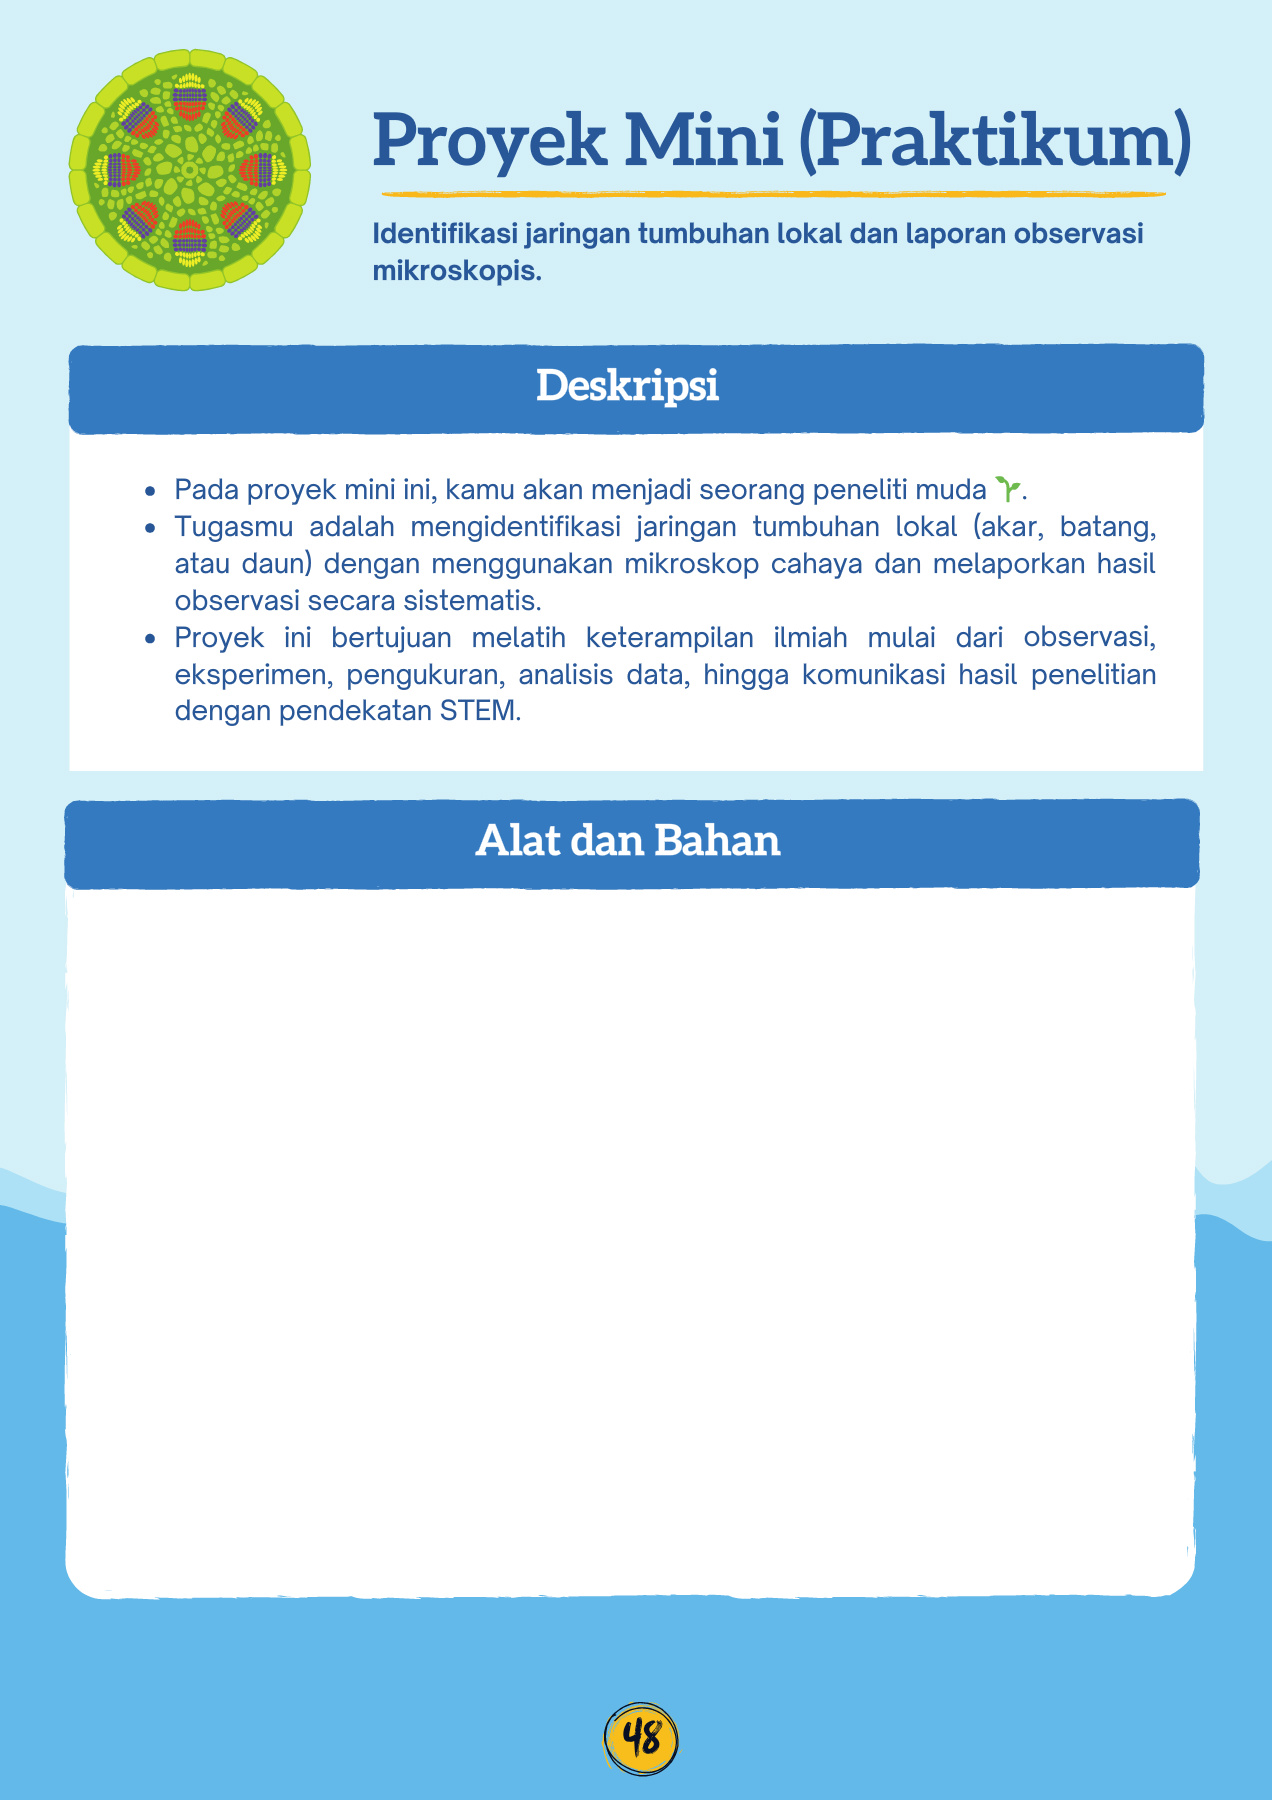 Proyek Mini (Praktikum)
Identifikasi jaringan tumbuhan lokal dan laporan observasi
mikroskopis.
Deskripsi
• Pada proyek mini ini, kamu akan menjadi seorang peneliti muda 🌱.
• Tugasmu adalah mengidentifikasi jaringan tumbuhan lokal (akar, batang,
atau daun) dengan menggunakan mikroskop cahaya dan melaporkan hasil
observasi secara sistematis.
• Proyek ini bertujuan melatih keterampilan ilmiah mulai dari observasi,
eksperimen, pengukuran, analisis data, hingga komunikasi hasil penelitian
dengan pendekatan STEM.
Alat dan Bahan
48